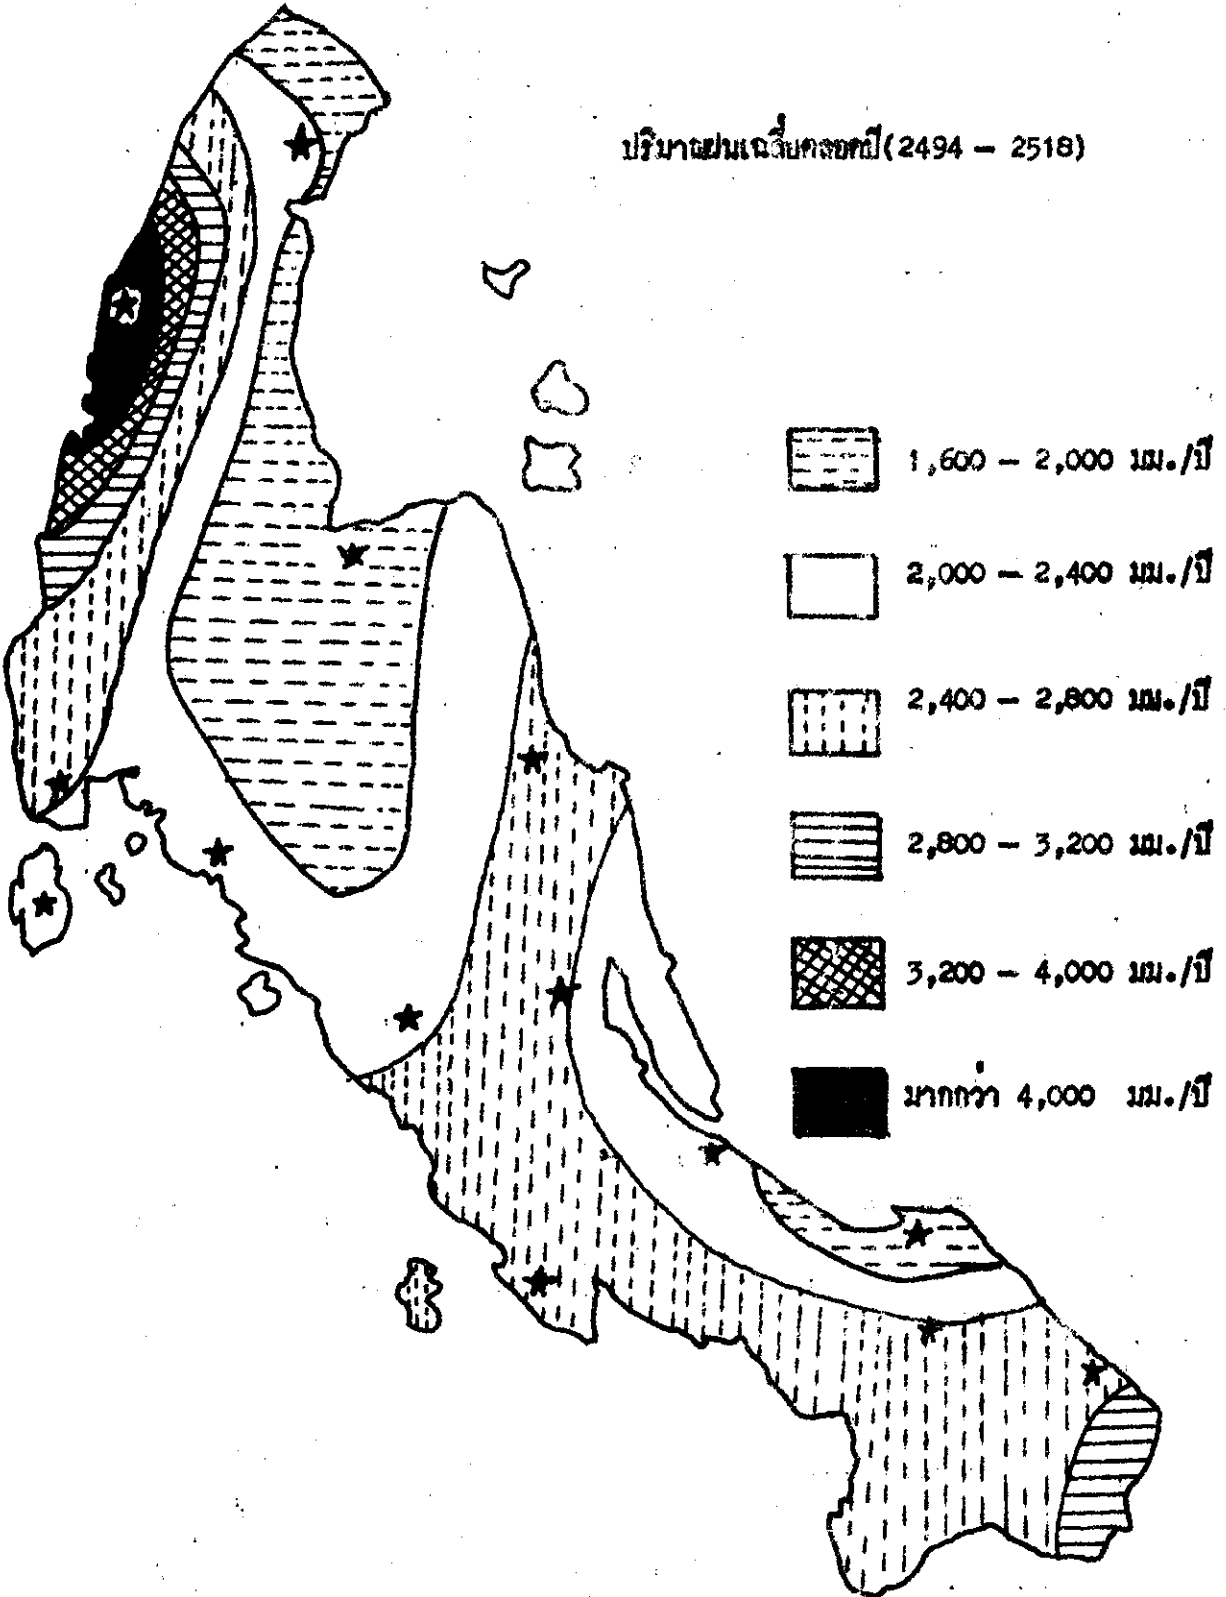 ปริมาณฝนเฉลี่ยตลอดปี(2494 – 2518)
1,600 – 2,000 มม./ปี
2,000 – 2,400 มม./ปี
2,400 – 2,800 มม./ปี
2,800 – 3,200 มม./ปี
3,200 – 4,000 มม./ปี
มากกว่า 4,000 มม./ปี